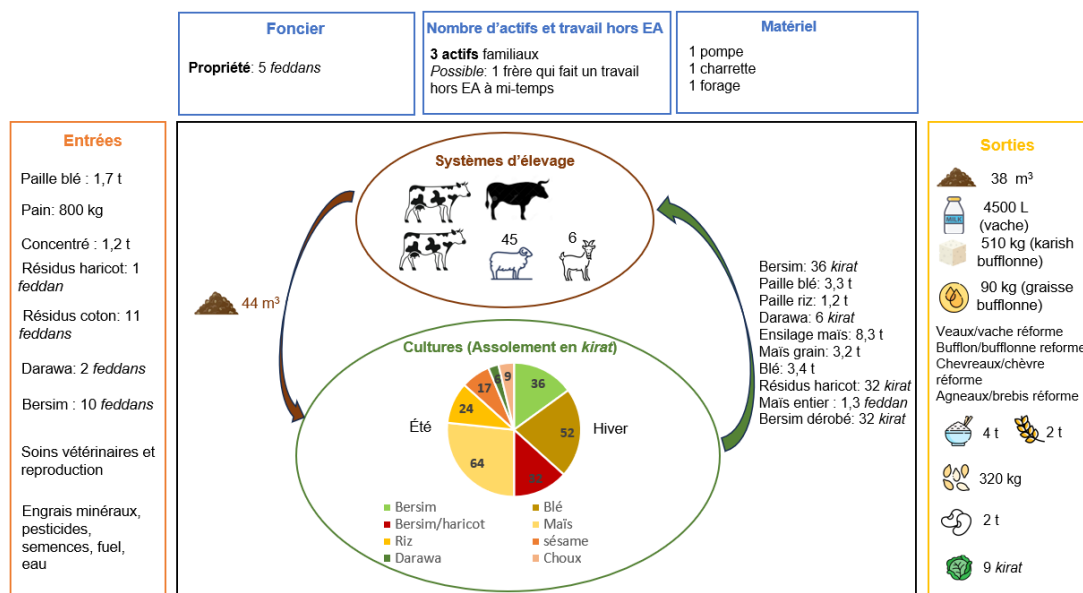 Foncier
Propriété: 5 feddans
Nombre d'actifs et travail hors EA
3 actifs familiaux
Possible: 1 frère qui fait un travail
hors EA à mi-temps
Matériel
1 pompe
1 charrette
1 forage
Entrées
Paille blé : 1,7 t
Pain: 800 kg
Concentré : 1,2 t
Résidus haricot: 1
feddan
Résidus coton: 11
feddans
Darawa: 2 feddans
Bersim : 10 feddans
Soins vétérinaires et
reproduction
Engrais minéraux,
pesticides,
semences, fuel,
eau
Systèmes d'élevage
45
6
44 m³
Bersim: 36 kirat
Paille blé: 3,3 t
Paille riz: 1,2 t
Darawa: 6 kirat
Ensilage maïs: 8,3 t
Maïs grain: 3,2 t
Blé: 3,4 t
Résidus haricot: 32 kirat
Maïs entier : 1,3 feddan
Bersim dérobé: 32 kirat
Cultures (Assolement en kirat)
Été
Hiver
36
52
32
64
24
17
6
9
Bersim
Blé
Bersim/haricot
Maïs
Riz
sésame
Darawa
Choux
Sorties
38 m³
MILK
4500 L
(vache)
510 kg (karish
bufflonne)
90 kg (graisse
bufflonne)
Veaux/vache réforme
Bufflon/bufflonne reforme
Chevreaux/chèvre
réforme
Agneaux/brebis réforme
4 t
2 t
320 kg
2 t
9 kirat